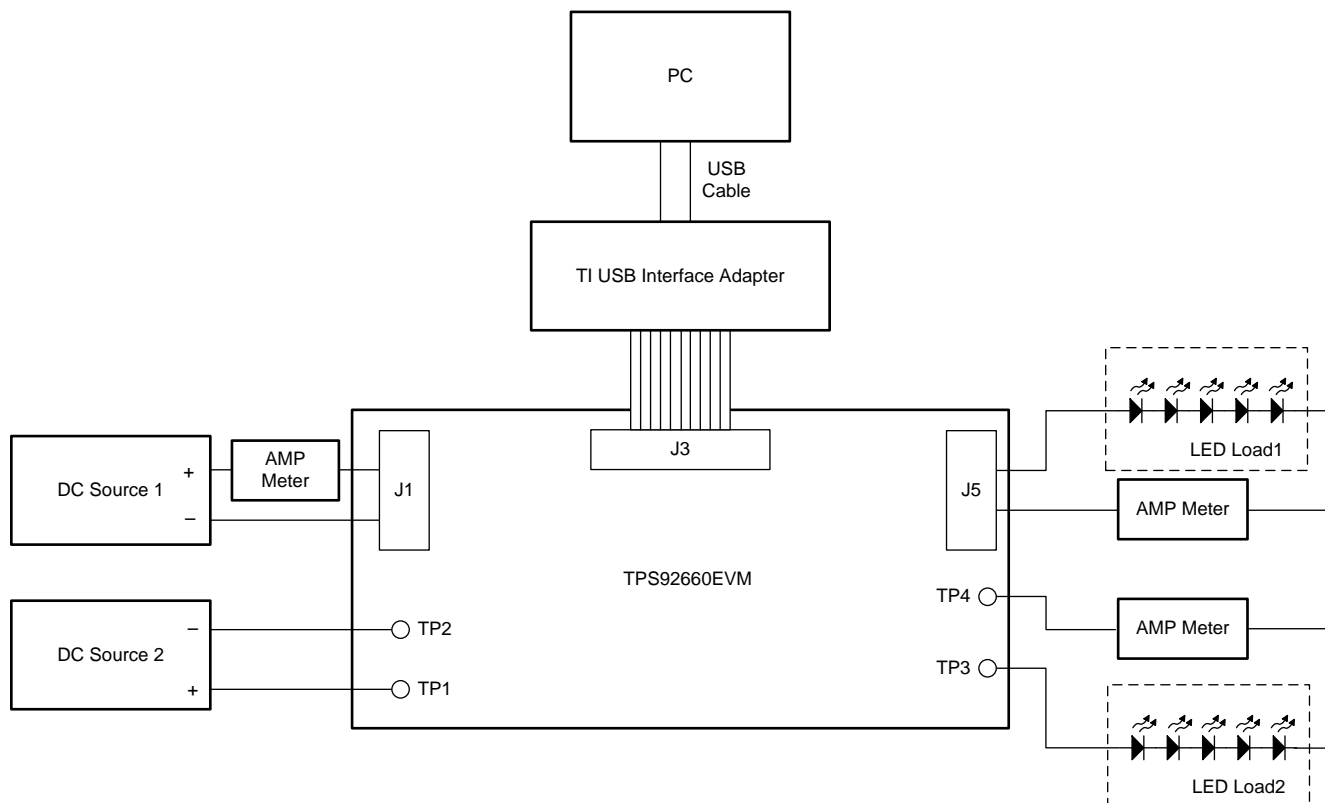 PC
USB
Cable
TI USB Interface Adapter
J3
AMP
Meter
DC Source 1
+
–
J1
J5
LED Load1
AMP Meter
TPS92660EVM
DC Source 2
–
+
TP2
TP1
TP4
AMP Meter
TP3
LED Load2